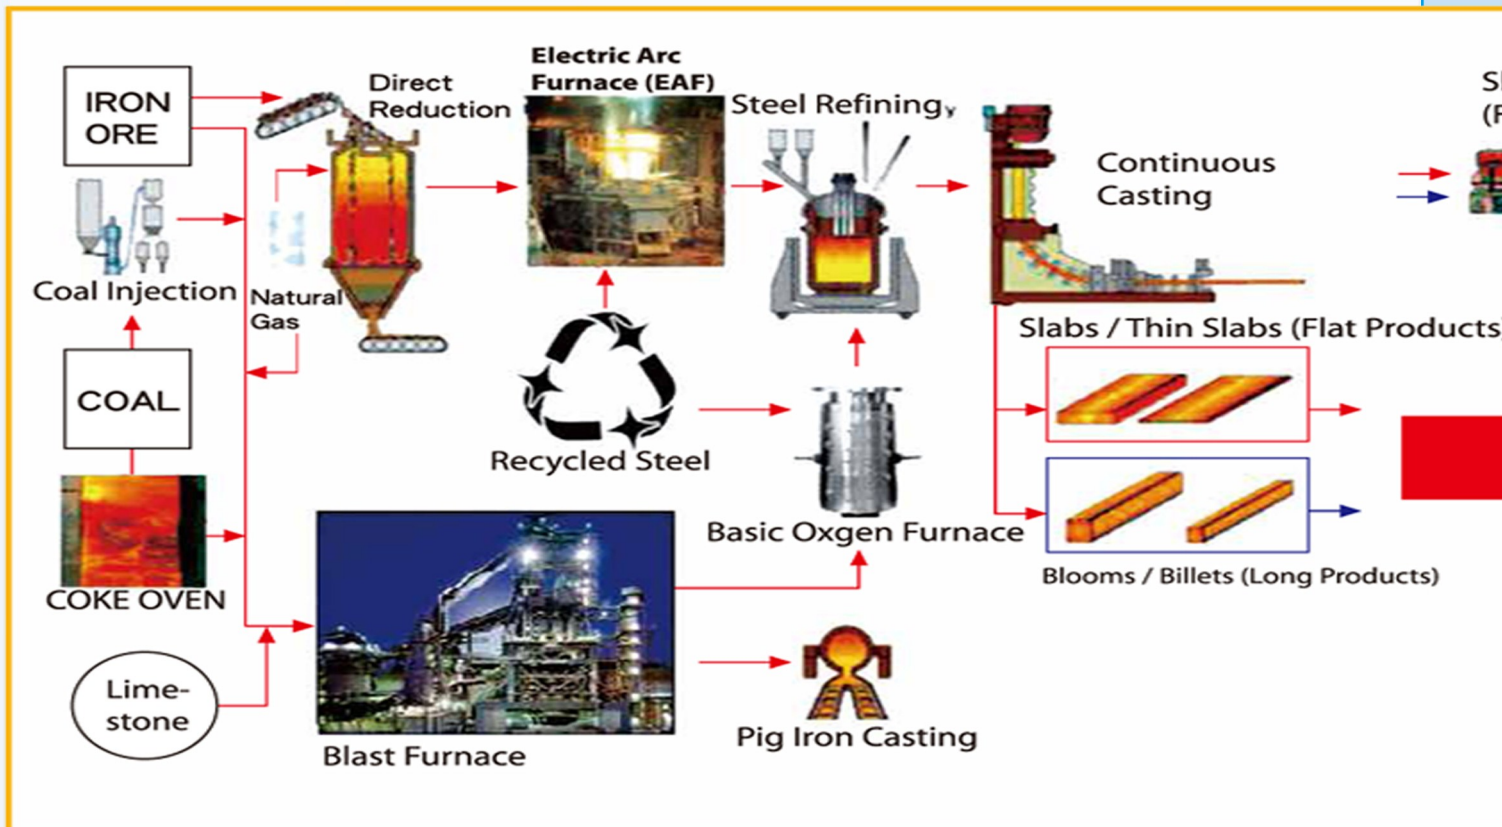 IRON
ORE
Direct
Reduction
Electric Arc
Furnace (EAF)
Steel Refining
Continuous
Casting
Coal Injection
Natural
Gas
COAL
COKE OVEN
Lime-
stone
Recycled Steel
Basic Oxgen Furnace
Blast Furnace
Pig Iron Casting
Slabs / Thin Slabs (Flat Products)
Blooms / Billets (Long Products)